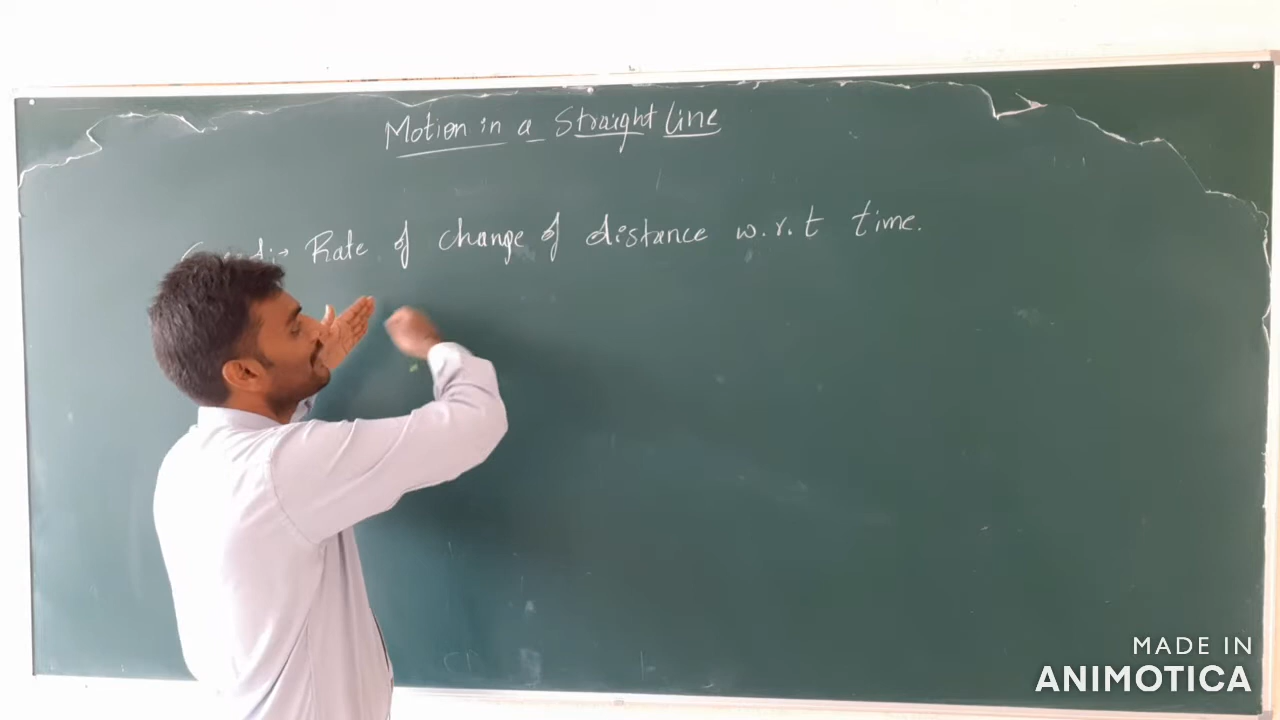 Motion in a Straight Line
Rate of change of distance w.r.t time.
MADE IN
ANIMOTICA